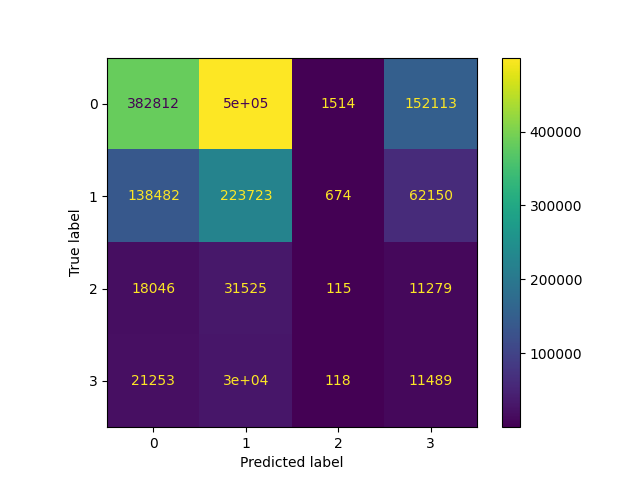 0 382812 5e+05 1514 152113
1 138482 223723 674 62150
2 18046 31525 115 11279
3 21253 3e+04 118 11489
0 1 2 3
Predicted label
True label
400000
300000
200000
100000